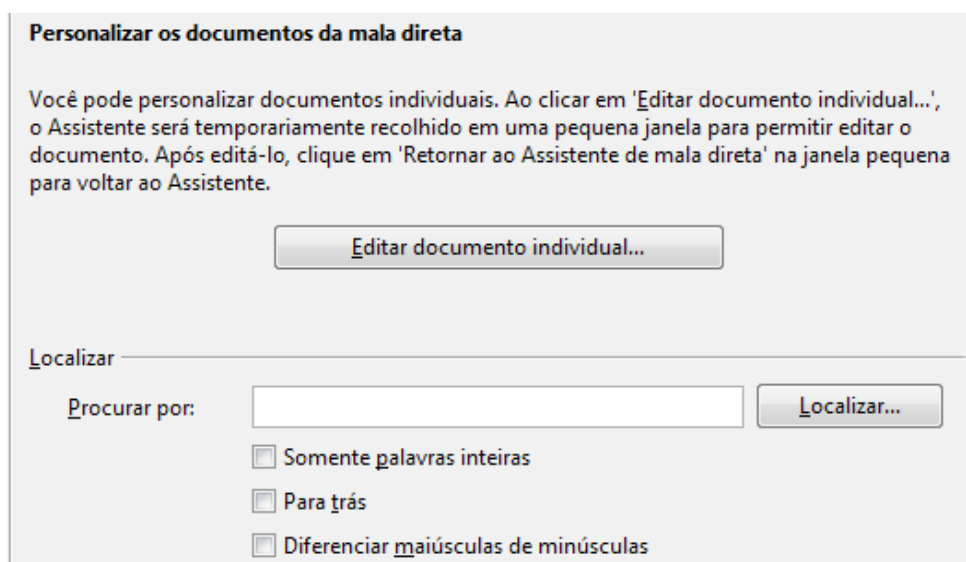 Personalizar os documentos da mala direta
Você pode personalizar documentos individuais. Ao clicar em 'Editar documento individual...',
o Assistente será temporariamente recolhido em uma pequena janela para permitir editar o
documento. Após editá-lo, clique em 'Retornar ao Assistente de mala direta' na janela pequena
para voltar ao Assistente.
Editar documento individual...
Localizar
Procurar por:
Localizar...
Somente palavras inteiras
Para trás
Diferenciar maiúsculas de minúsculas